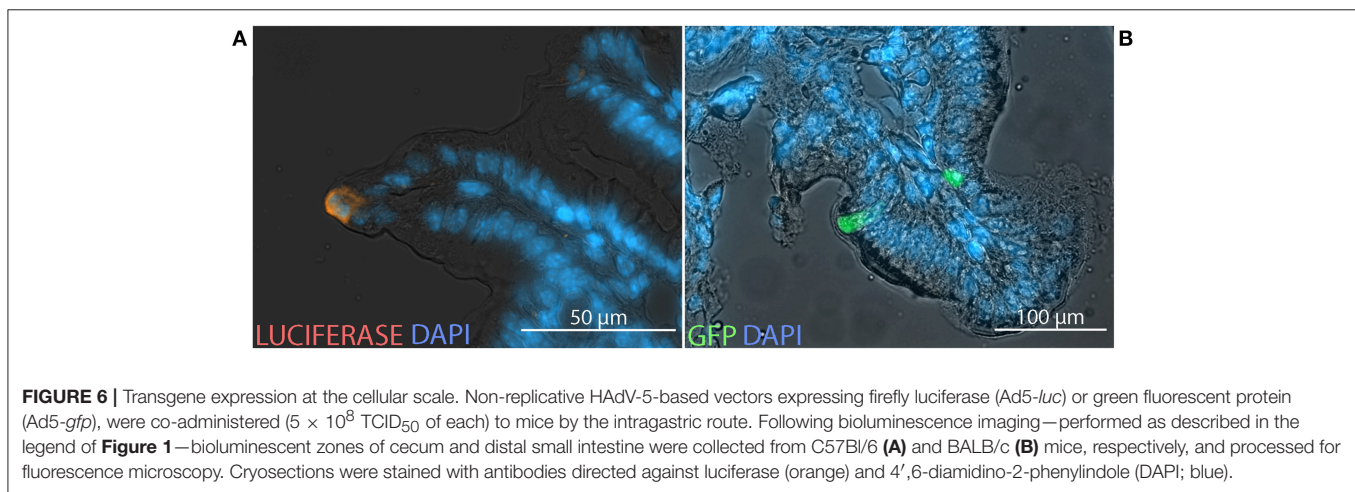 A
B
LUCIFERASE DAPI
50 µm
GFP DAPI
100 µm
FIGURE 6 | Transgene expression at the cellular scale. Non-replicative HAdV-5-based vectors expressing firefly luciferase (Ad5-luc) or green fluorescent protein
(Ad5-gfp), were co-administered (5 × 10⁸ TCID₅₀ of each) to mice by the intragastric route. Following bioluminescence imaging—performed as described in the
legend of Figure 1—bioluminescent zones of cecum and distal small intestine were collected from C57Bl/6 (A) and BALB/c (B) mice, respectively, and processed for
fluorescence microscopy. Cryosections were stained with antibodies directed against luciferase (orange) and 4′,6-diamidino-2-phenylindole (DAPI; blue).